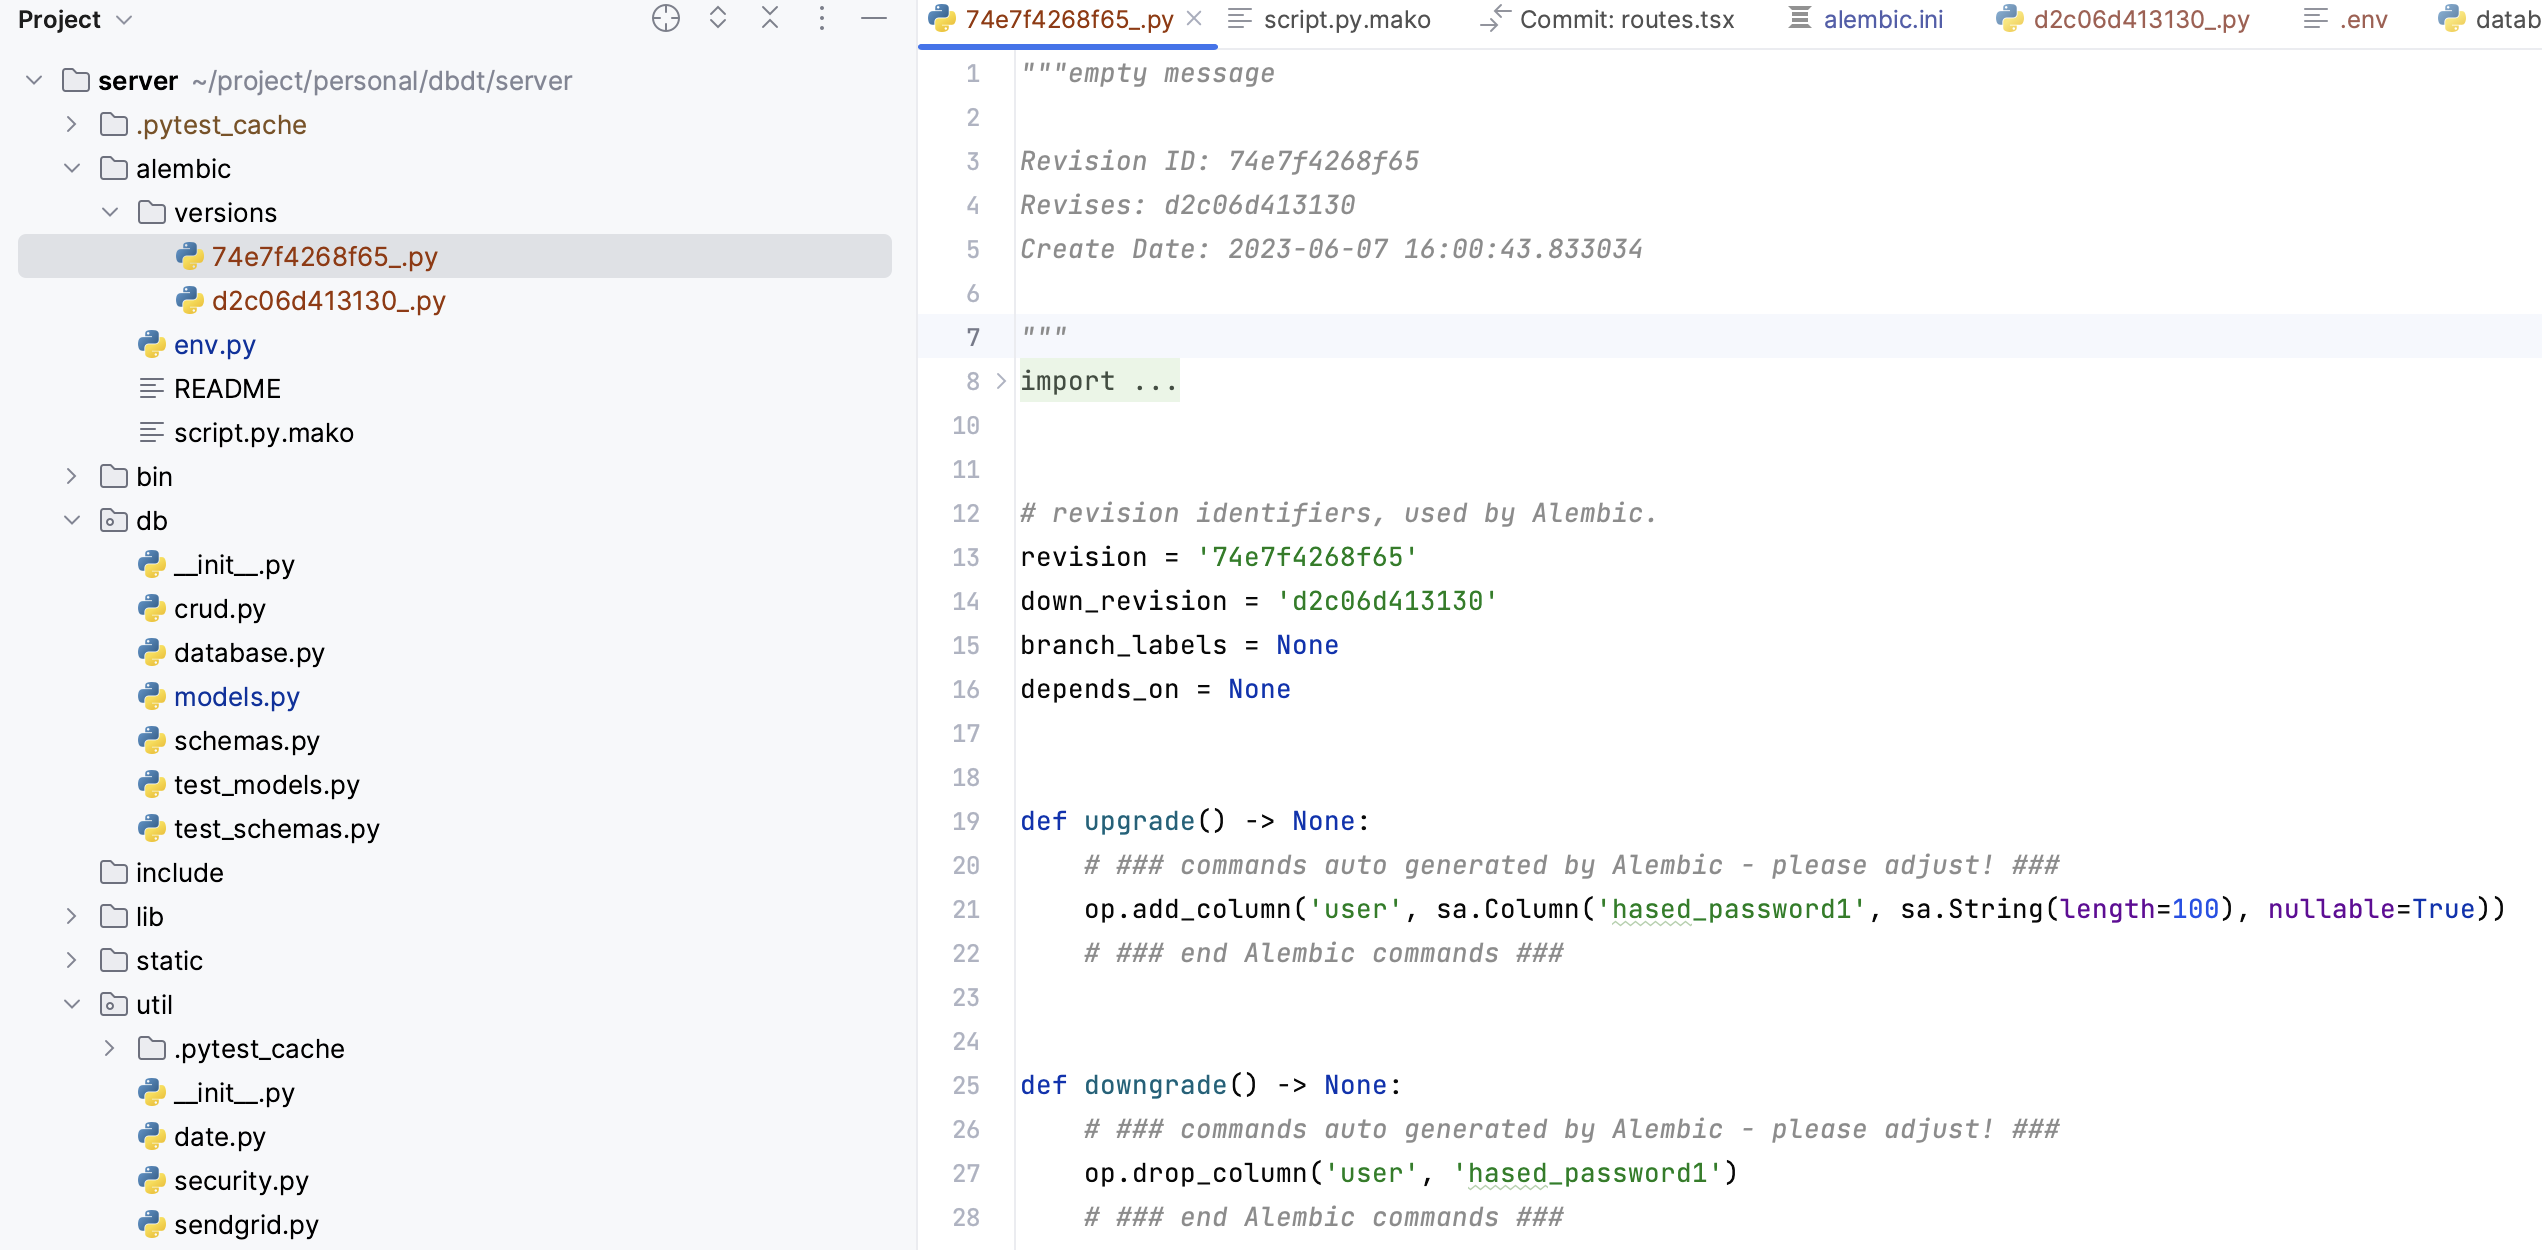 Project
server ~/project/personal/dbdt/server
.pytest_cache
alembic
versions
74e7f4268f65_.py
d2c06d413130_.py
env.py
README
script.py.mako
bin
db
__init__.py
crud.py
database.py
models.py
schemas.py
test_models.py
test_schemas.py
include
lib
static
util
.pytest_cache
__init__.py
date.py
security.py
sendgrid.py
74e7f4268f65_.py script.py.mako Commit: routes.tsx alembic.ini d2c06d413130_.py .env datab
1 """empty message
2
3 Revision ID: 74e7f4268f65
4 Revises: d2c06d413130
5 Create Date: 2023-06-07 16:00:43.833034
6
7 """
8 import ...
10
11
12 # revision identifiers, used by Alembic.
13 revision = '74e7f4268f65'
14 down_revision = 'd2c06d413130'
15 branch_labels = None
16 depends_on = None
17
18
19 def upgrade() -> None:
20 # ### commands auto generated by Alembic - please adjust! ###
21 op.add_column('user', sa.Column('hased_password1', sa.String(length=100), nullable=True))
22 # ### end Alembic commands ###
23
24
25 def downgrade() -> None:
26 # ### commands auto generated by Alembic - please adjust! ###
27 op.drop_column('user', 'hased_password1')
28 # ### end Alembic commands ###